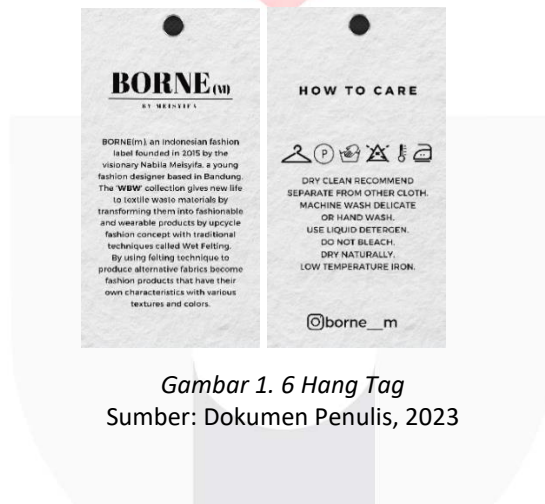 BORNE(M)
BY MEISYIFA
BORNE(m), an Indonesian fashion
label founded in 2015 by the
visionary Nabila Meisyifa, a young
fashion designer based in Bandung.
The 'WBW' collection gives new life
to textile waste materials by
transforming them into fashionable
and wearable products by upcycle
fashion concept with traditional
techniques called Wet Felting.
By using felting technique to
produce alternative fabrics become
fashion products that have their
own characteristics with various
textures and colors.
HOW TO CARE
P
DRY CLEAN RECOMMEND
SEPARATE FROM OTHER CLOTH.
MACHINE WASH DELICATE
OR HAND WASH.
USE LIQUID DETERGEN.
DO NOT BLEACH.
DRY NATURALLY.
LOW TEMPERATURE IRON.
borne__m
Gambar 1. 6 Hang Tag
Sumber: Dokumen Penulis, 2023